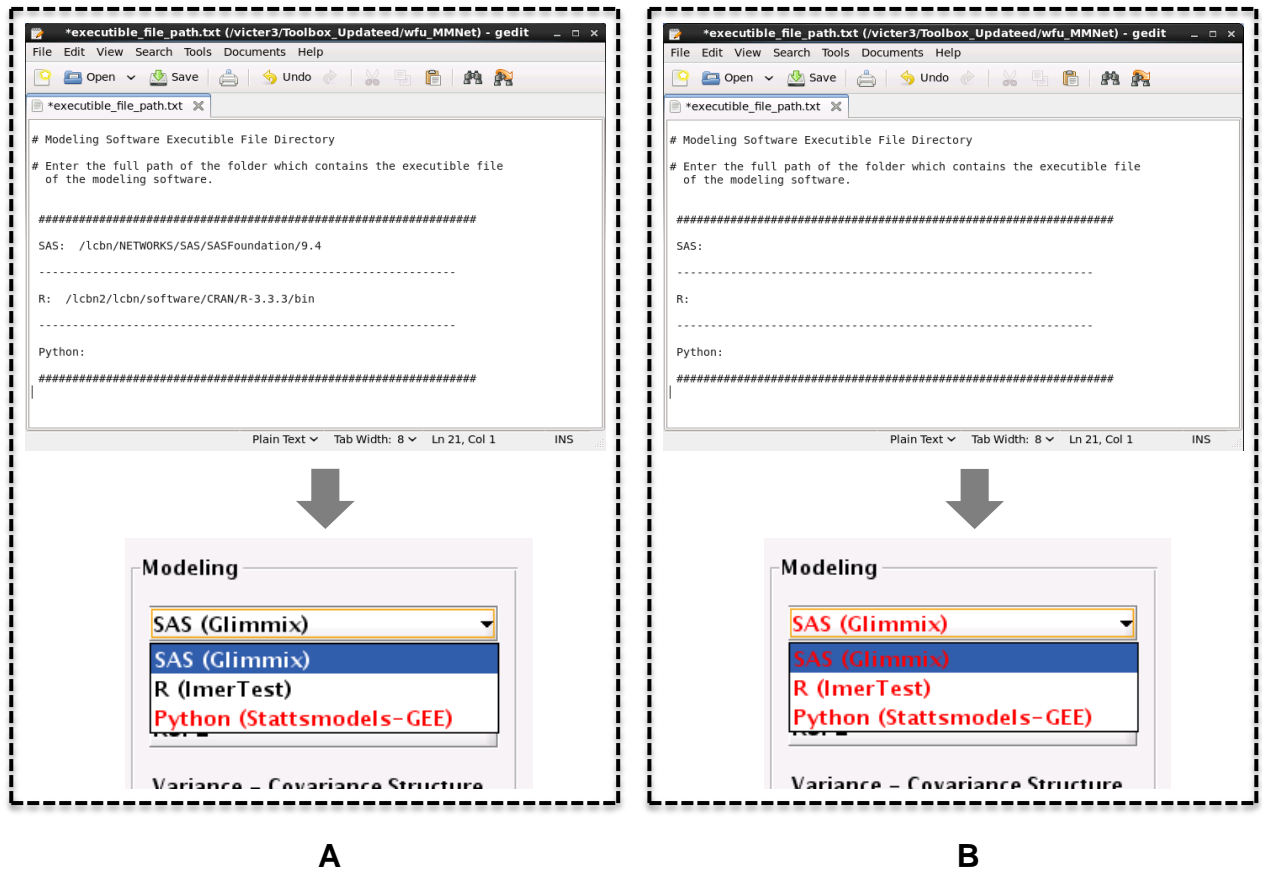 *executible_file_path.txt (/victer3/Toolbox_Updateed/wfu_MMNet) - gedit
File Edit View Search Tools Documents Help
Open Save Undo
*executible_file_path.txt
# Modeling Software Executible File Directory
# Enter the full path of the folder which contains the executible file
of the modeling software.
#################################################################
SAS: /lcbn/NETWORKS/SAS/SASFoundation/9.4
--------------------------------------------------------------
R: /lcbn2/lcbn/software/CRAN/R-3.3.3/bin
--------------------------------------------------------------
Python:
#################################################################
Plain Text Tab Width: 8 Ln 21, Col 1 INS
Modeling
SAS (Glimmix)
SAS (Glimmix)
R (lmerTest)
Python (Stattsmodels-GEE)
Variance - Covariance Structure
A
*executible_file_path.txt (/victer3/Toolbox_Updateed/wfu_MMNet) - gedit
File Edit View Search Tools Documents Help
Open Save Undo
*executible_file_path.txt
# Modeling Software Executible File Directory
# Enter the full path of the folder which contains the executible file
of the modeling software.
#################################################################
SAS:
--------------------------------------------------------------
R:
--------------------------------------------------------------
Python:
#################################################################
Plain Text Tab Width: 8 Ln 21, Col 1 INS
Modeling
SAS (Glimmix)
SAS (Glimmix)
R (lmerTest)
Python (Stattsmodels-GEE)
Variance - Covariance Structure
B